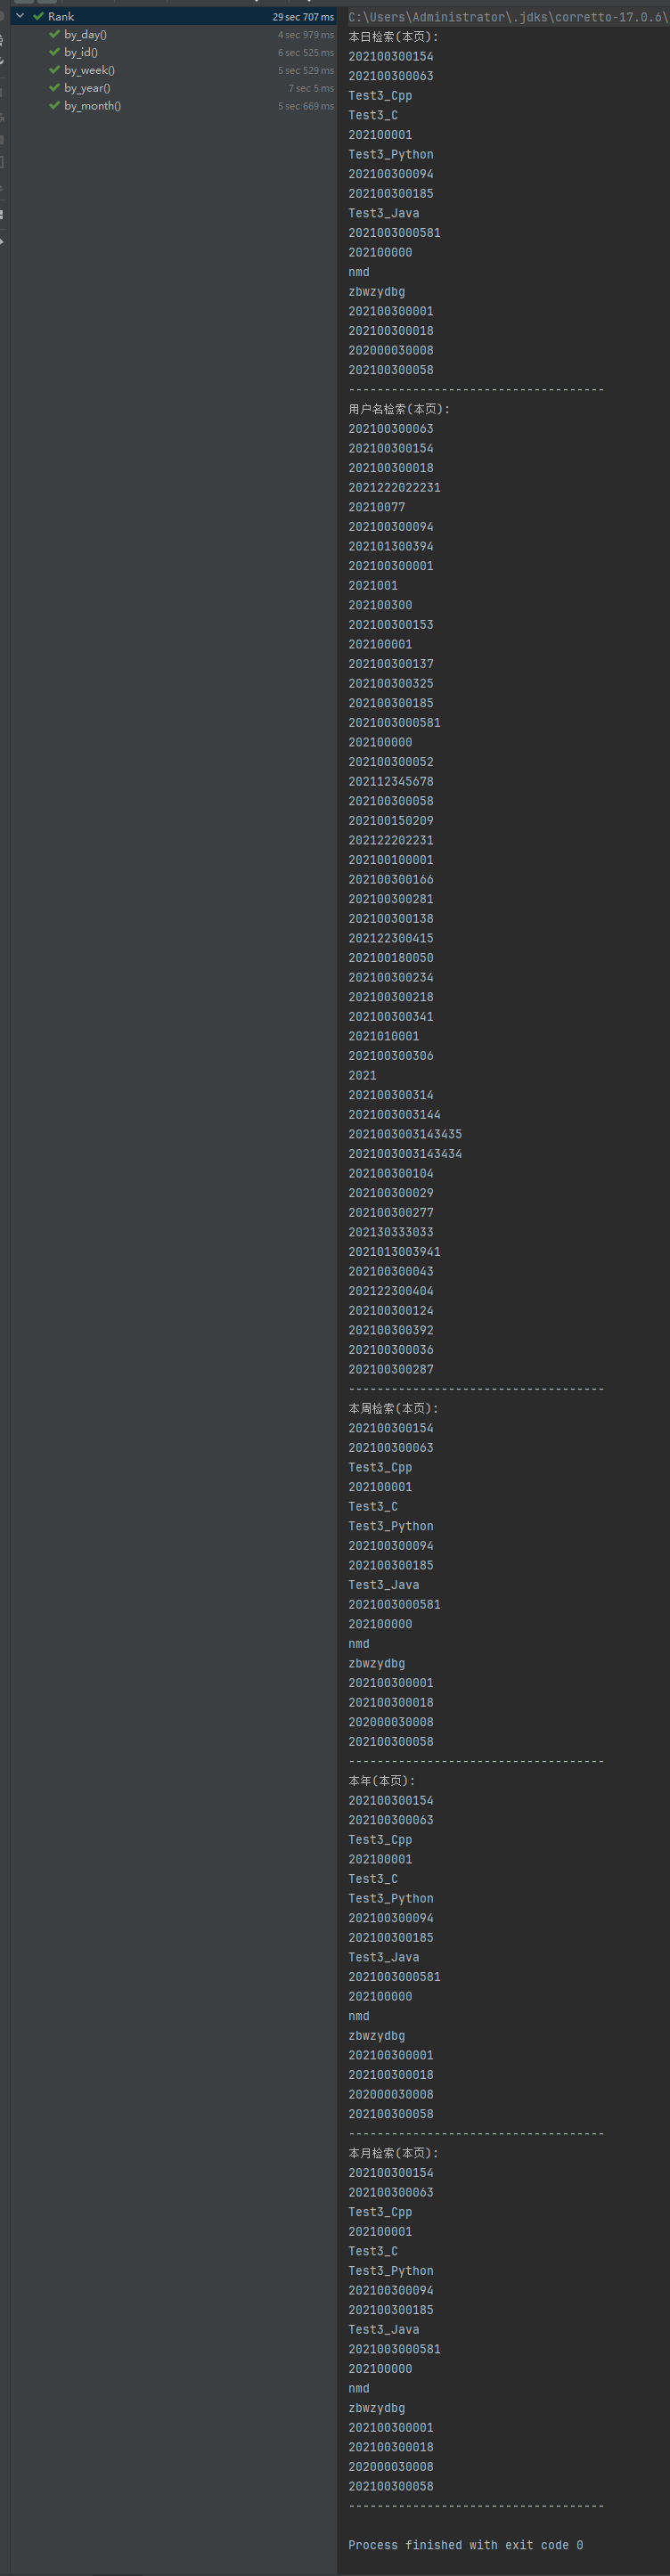 Rank 29 sec 707 ms
by_day() 4 sec 979 ms
by_id() 6 sec 525 ms
by_week() 5 sec 529 ms
by_year() 7 sec 5 ms
by_month() 5 sec 669 ms
C:\Users\Administrator\.jdks\corretto-17.0.6\
本日检索(本页):
202100300154
202100300063
Test3_Cpp
Test3_C
202100001
Test3_Python
202100300094
202100300185
Test3_Java
2021003000581
202100000
nmd
zbwzydbg
202100300001
202100300018
202000030008
202100300058
------------------------------------
用户名检索(本页):
202100300063
202100300154
202100300018
2021222022231
20210077
202100300094
202101300394
202100300001
2021001
202100300
202100300153
202100001
202100300137
202100300325
202100300185
2021003000581
202100000
202100300052
202112345678
202100300058
202100150209
202122202231
202100100001
202100300166
202100300281
202100300138
202122300415
202100180050
202100300234
202100300218
202100300341
2021010001
202100300306
2021
202100300314
2021003003144
2021003003143435
2021003003143434
202100300104
202100300029
202100300277
202130333033
2021013003941
202100300043
202122300404
202100300124
202100300392
202100300036
202100300287
------------------------------------
本周检索(本页):
202100300154
202100300063
Test3_Cpp
202100001
Test3_C
Test3_Python
202100300094
202100300185
Test3_Java
2021003000581
202100000
nmd
zbwzydbg
202100300001
202100300018
202000030008
202100300058
------------------------------------
本年(本页):
202100300154
202100300063
Test3_Cpp
202100001
Test3_C
Test3_Python
202100300094
202100300185
Test3_Java
2021003000581
202100000
nmd
zbwzydbg
202100300001
202100300018
202000030008
202100300058
------------------------------------
本月检索(本页):
202100300154
202100300063
Test3_Cpp
202100001
Test3_C
Test3_Python
202100300094
202100300185
Test3_Java
2021003000581
202100000
nmd
zbwzydbg
202100300001
202100300018
202000030008
202100300058
------------------------------------
Process finished with exit code 0